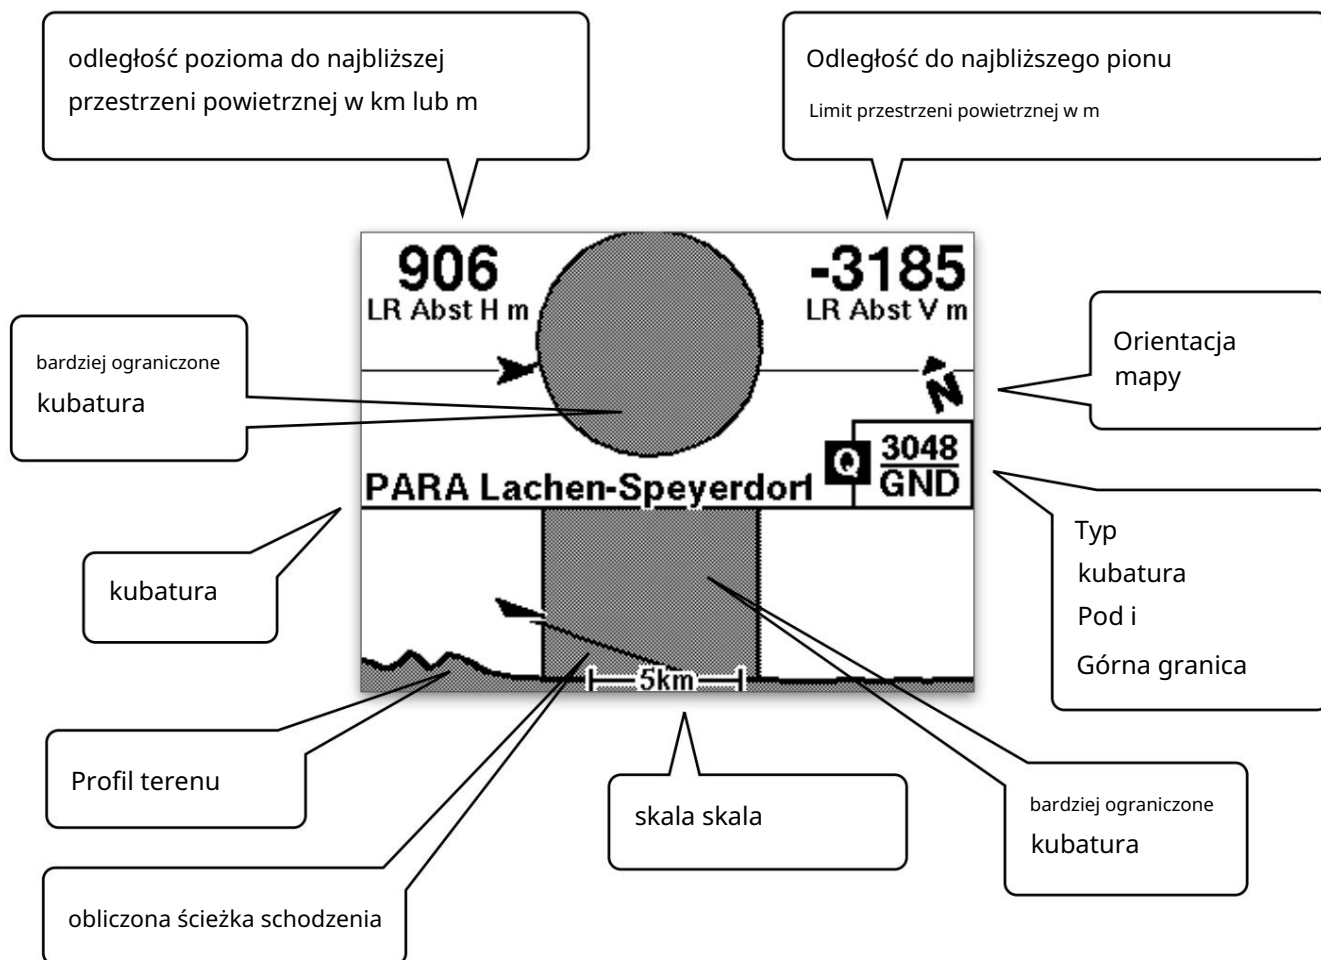 odległość pozioma do najbliższej
przestrzeni powietrznej w km lub m
Odległość do najbliższego pionu
Limit przestrzeni powietrznej w m
906
LR Abst H m
-3185
LR Abst V m
bardziej ograniczone
kubatura
Orientacja
mapy
N
Q
3048
GND
PARA Lachen-Speyerdorf
Typ
kubatura
Pod i
Górna granica
kubatura
5km
Profil terenu
skala skala
bardziej ograniczone
kubatura
obliczona ścieżka schodzenia